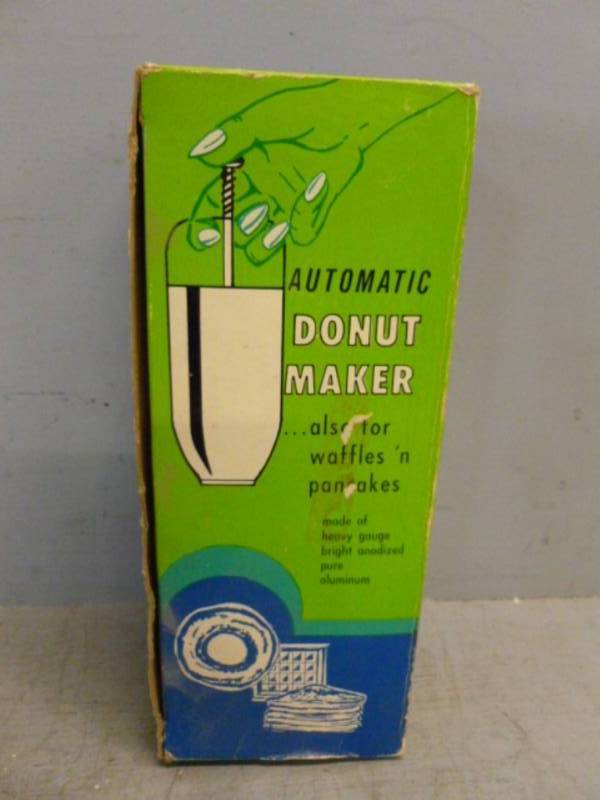 AUTOMATIC
DONUT
MAKER
...also for
waffles 'n
pancakes
made of
heavy gauge
bright anodized
pure
aluminum